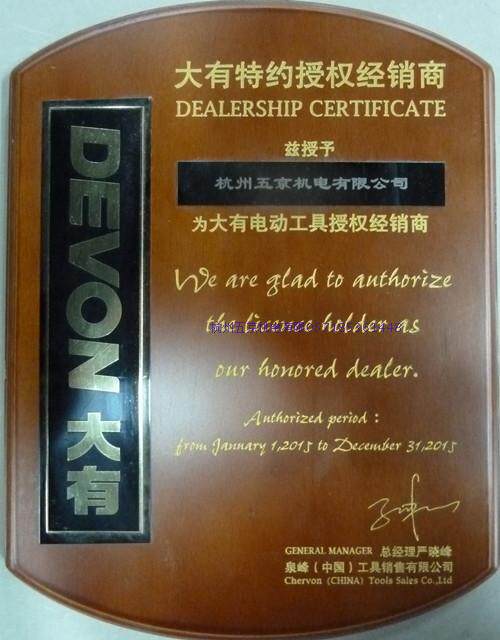 大有特约授权经销商
DEALERSHIP CERTIFICATE
兹授予
杭州五京机电有限公司
为大有电动工具授权经销商
We are glad to authorize
the license holder as
our honored dealer.
Authorized period :
from January 1,2015 to December 31,2015
GENERAL MANAGER 总经理严晓峰
泉峰（中国）工具销售有限公司
Chervon (CHINA) Tools Sales Co.,Ltd
DEVON 大有